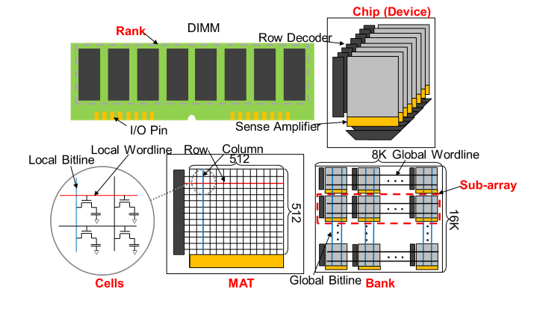 Chip (Device)
DIMM
Rank
Row Decoder
I/O Pin
Sense Amplifier
Local Wordline
Row
Column
512
8K Global Wordline
Local Bitline
Sub-array
512
16K
Global Bitline
Cells
MAT
Bank